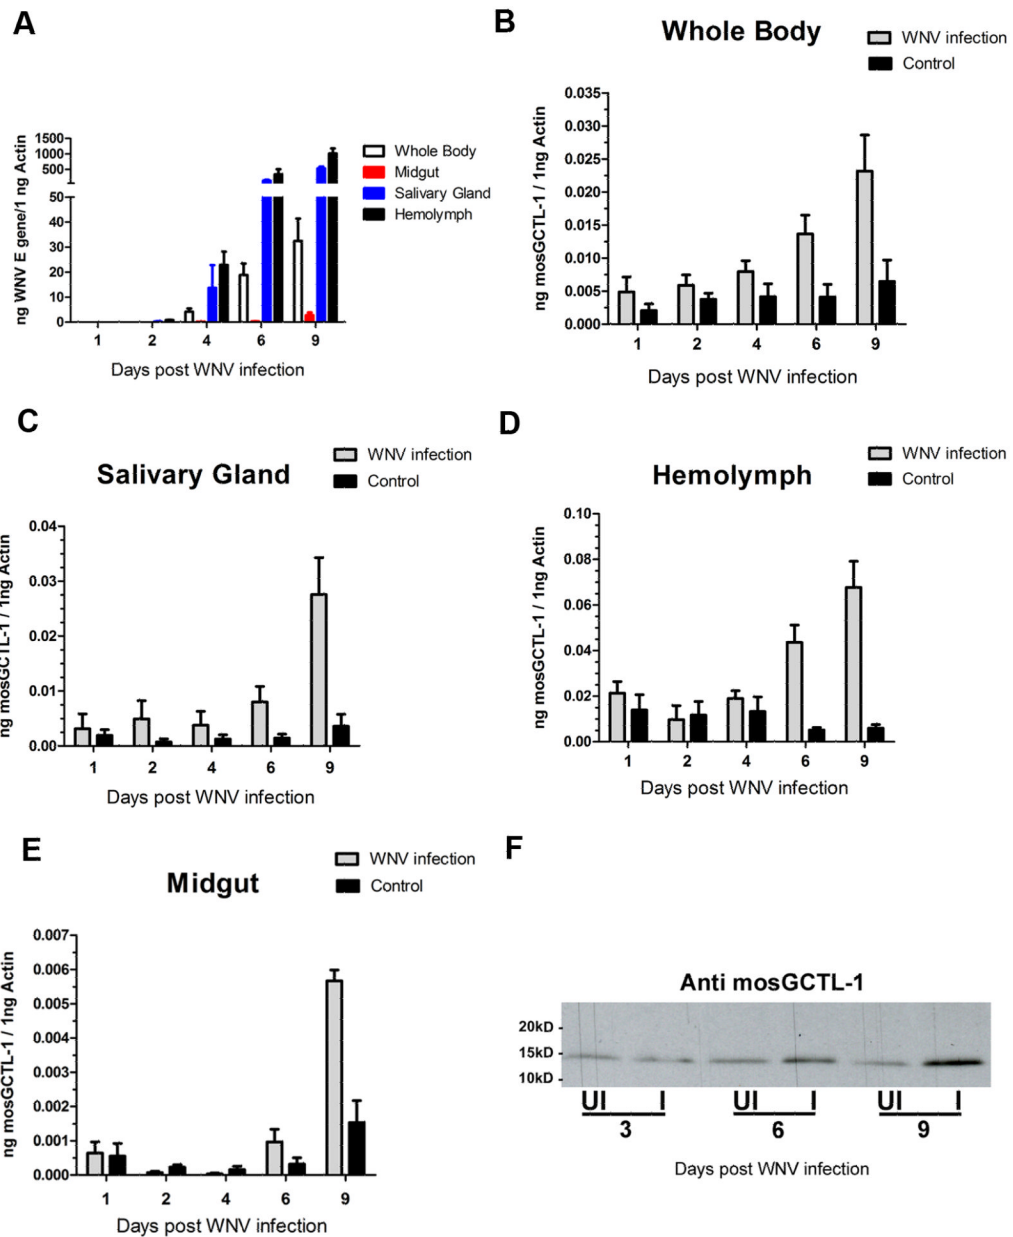 A
ng WNV E gene/1 ng Actin
1500
1000
500
50
40
30
20
10
0
1 2 4 6 9
Days post WNV infection
Whole Body
Midgut
Salivary Gland
Hemolymph
B
Whole Body
WNV infection
Control
ng mosGCTL-1 / 1ng Actin
0.035
0.030
0.025
0.020
0.015
0.010
0.005
0.000
1 2 4 6 9
Days post WNV infection
C
Salivary Gland
WNV infection
Control
ng mosGCTL-1 / 1ng Actin
0.04
0.03
0.02
0.01
0.00
1 2 4 6 9
Days post WNV infection
D
Hemolymph
WNV infection
Control
ng mosGCTL-1 / 1ng Actin
0.10
0.08
0.06
0.04
0.02
0.00
1 2 4 6 9
Days post WNV infection
E
Midgut
WNV infection
Control
ng mosGCTL-1 / 1ng Actin
0.007
0.006
0.005
0.004
0.003
0.002
0.001
0.000
1 2 4 6 9
Days post WNV infection
F
Anti mosGCTL-1
20kD
15kD
10kD
UI I UI I UI I
3 6 9
Days post WNV infection